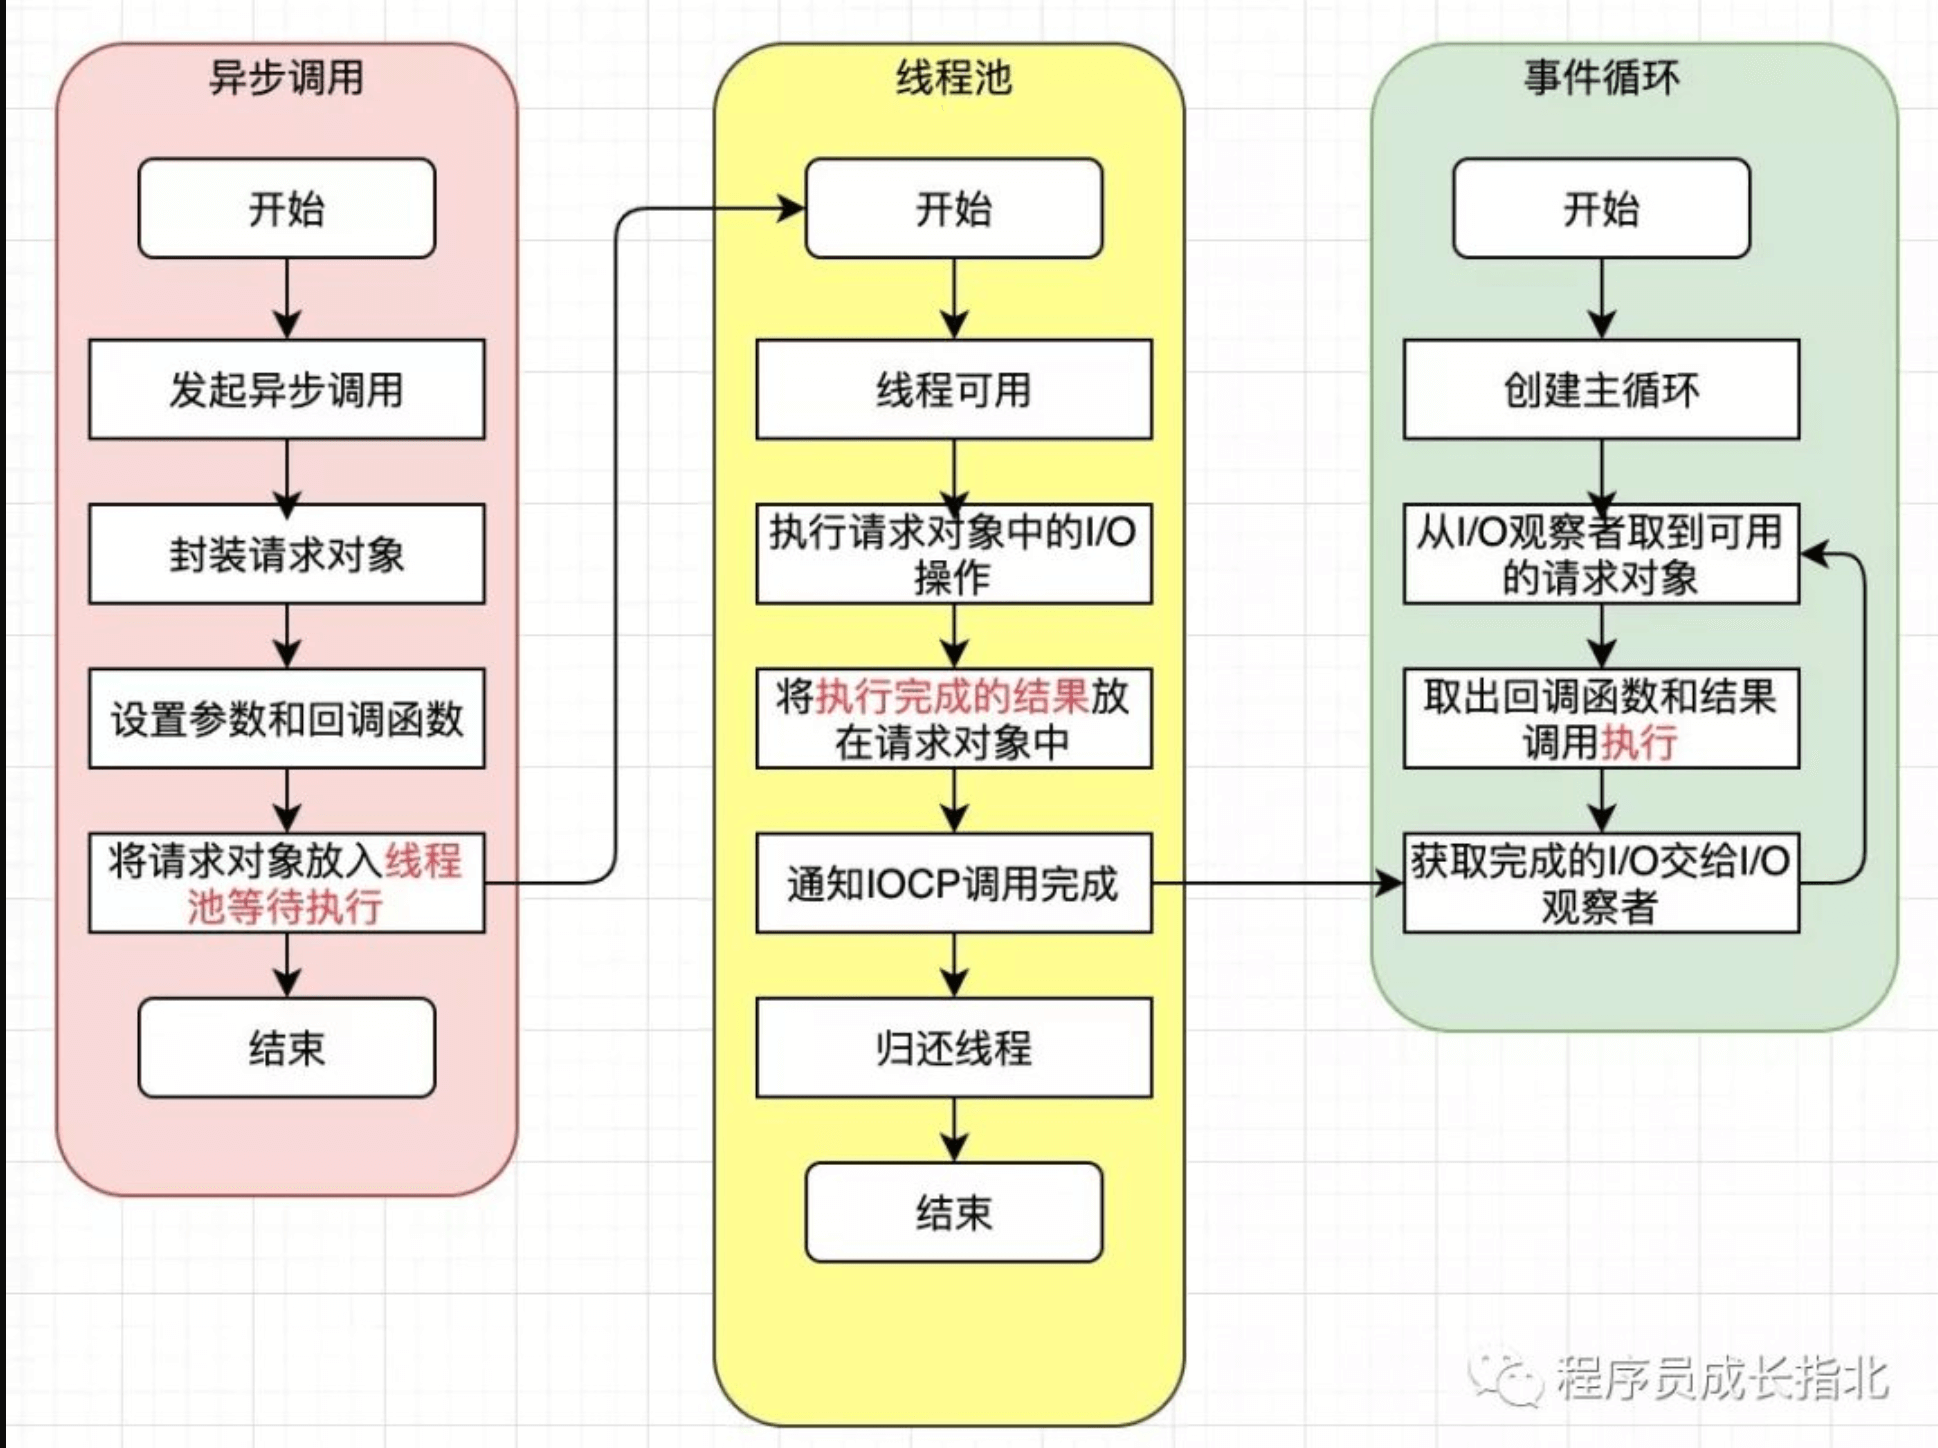 异步调用
开始
发起异步调用
封装请求对象
设置参数和回调函数
将请求对象放入线程
池等待执行
结束
线程池
开始
线程可用
执行请求对象中的I/O
操作
将执行完成的结果放
在请求对象中
通知IOCP调用完成
归还线程
结束
事件循环
开始
创建主循环
从I/O观察者取到可用
的请求对象
取出回调函数和结果
调用执行
获取完成的I/O交给I/O
观察者
程序员成长指北